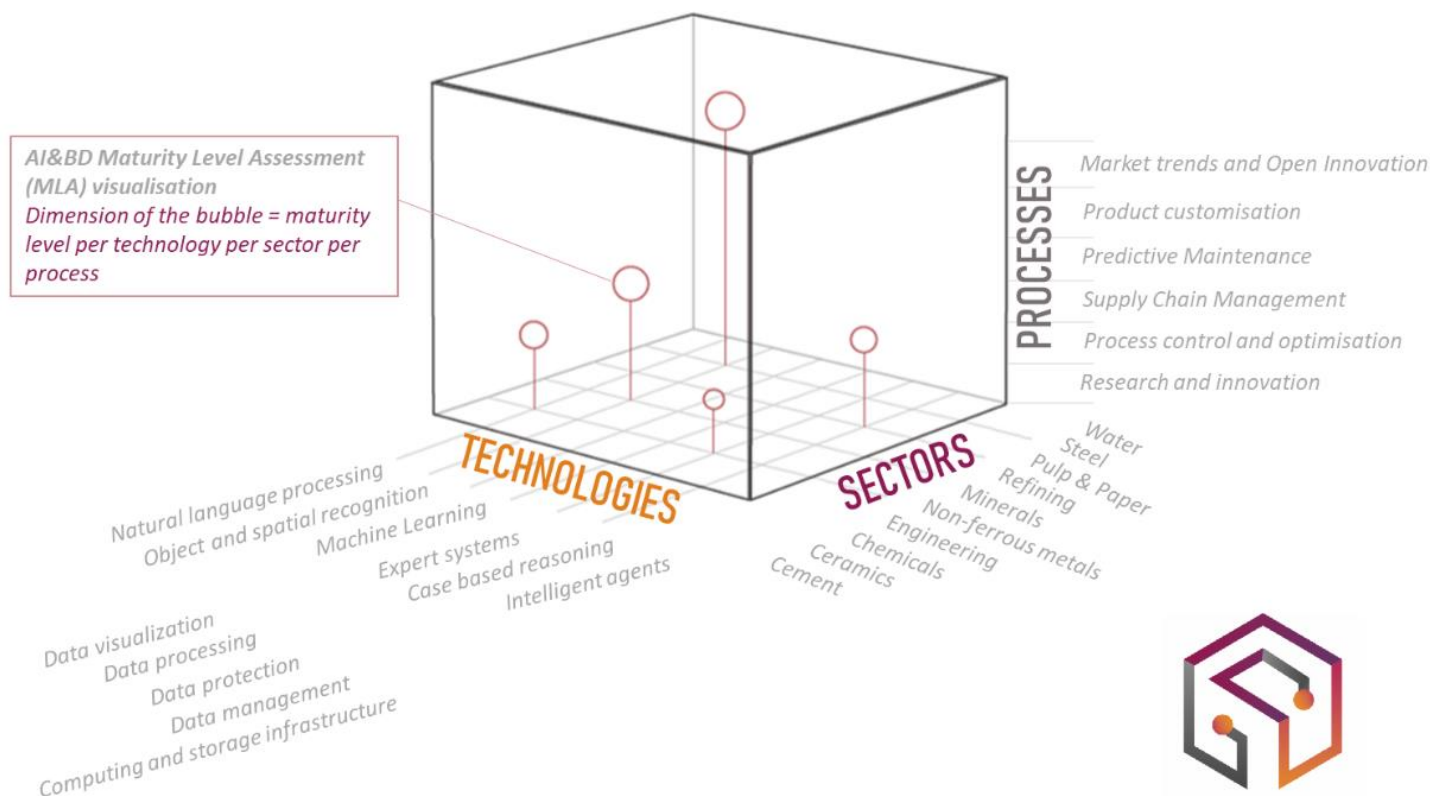 AI&BD Maturity Level Assessment
(MLA) visualisation
Dimension of the bubble = maturity
level per technology per sector per
process
PROCESSES
Market trends and Open Innovation
Product customisation
Predictive Maintenance
Supply Chain Management
Process control and optimisation
Research and innovation
TECHNOLOGIES
Natural language processing
Object and spatial recognition
Machine Learning
Expert systems
Case based reasoning
Intelligent agents
Data visualization
Data processing
Data protection
Data management
Computing and storage infrastructure
SECTORS
Water
Steel
Pulp & Paper
Refining
Minerals
Non-ferrous metals
Engineering
Chemicals
Ceramics
Cement